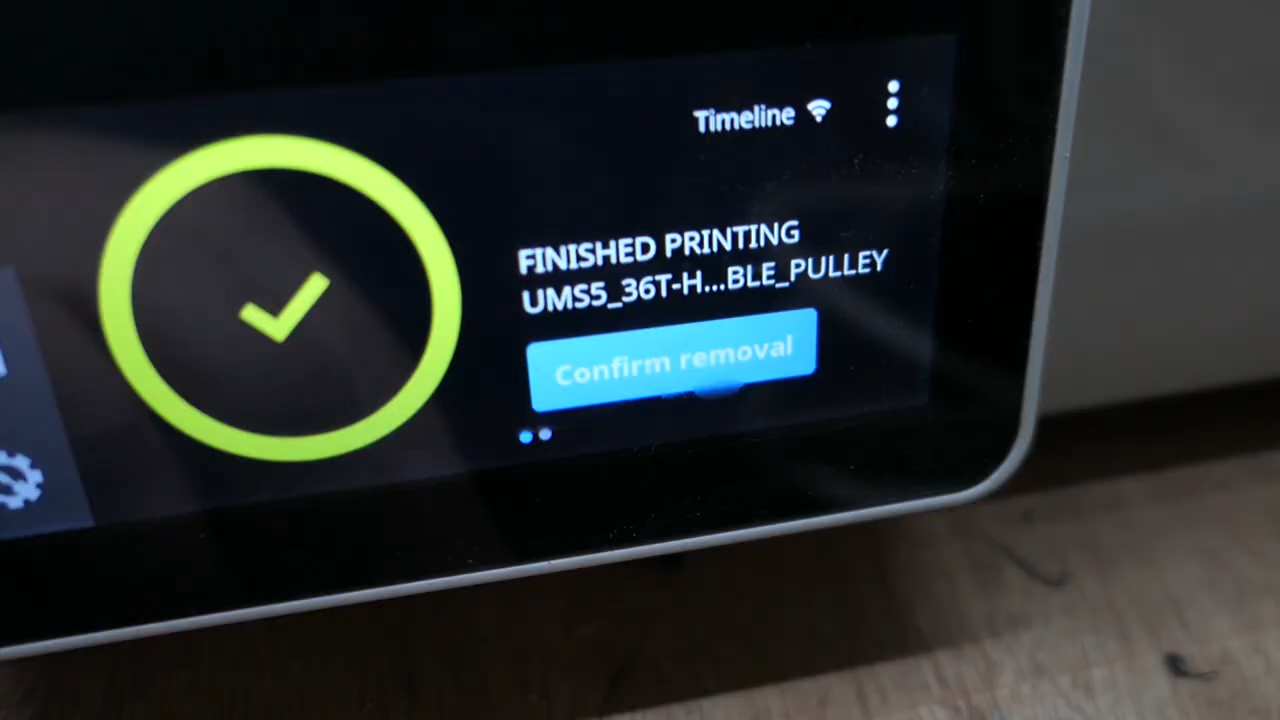 Timeline
FINISHED PRINTING
UMS5_36T-H...BLE_PULLEY
Confirm removal